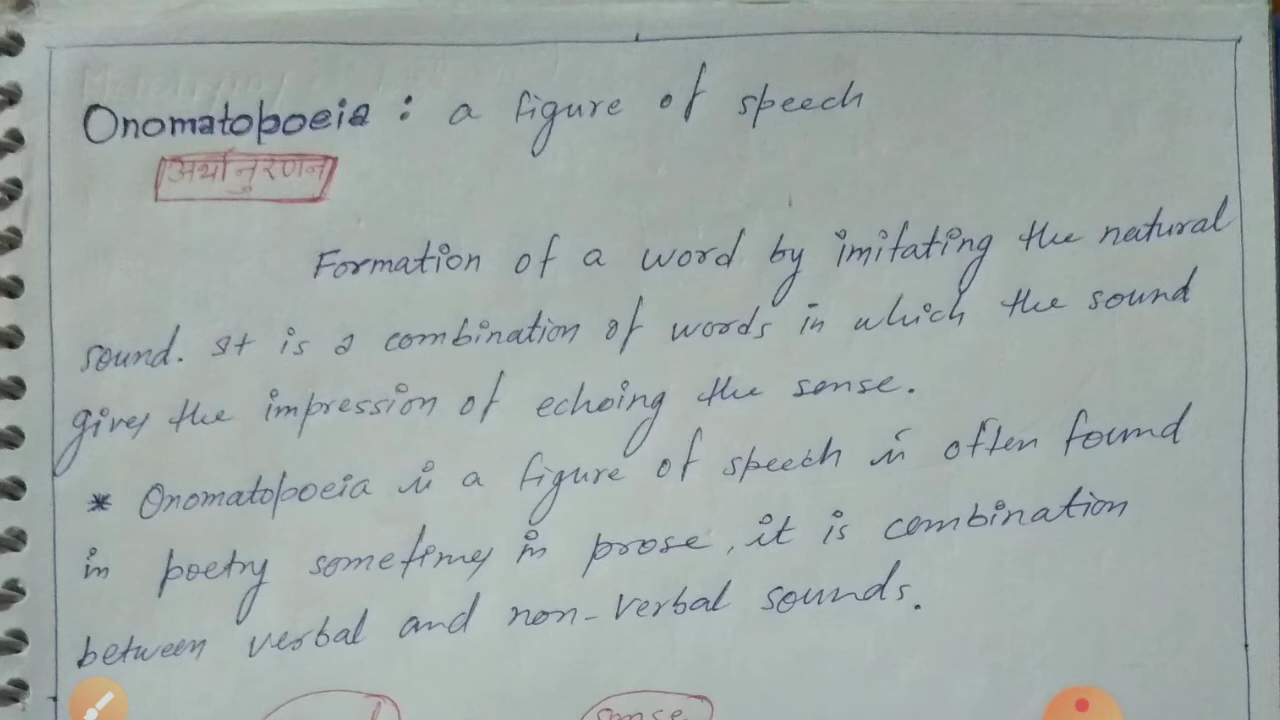 Onomatopoeia : a figure of speech
अर्थानुरणन
Formation of a word by imitating the natural
sound. It is a combination of words in which the sound
gives the impression of echoing the sense.
* Onomatopoeia is a figure of speech is often found
in poetry sometimes in prose, it is combination
between verbal and non-verbal sounds.
sense